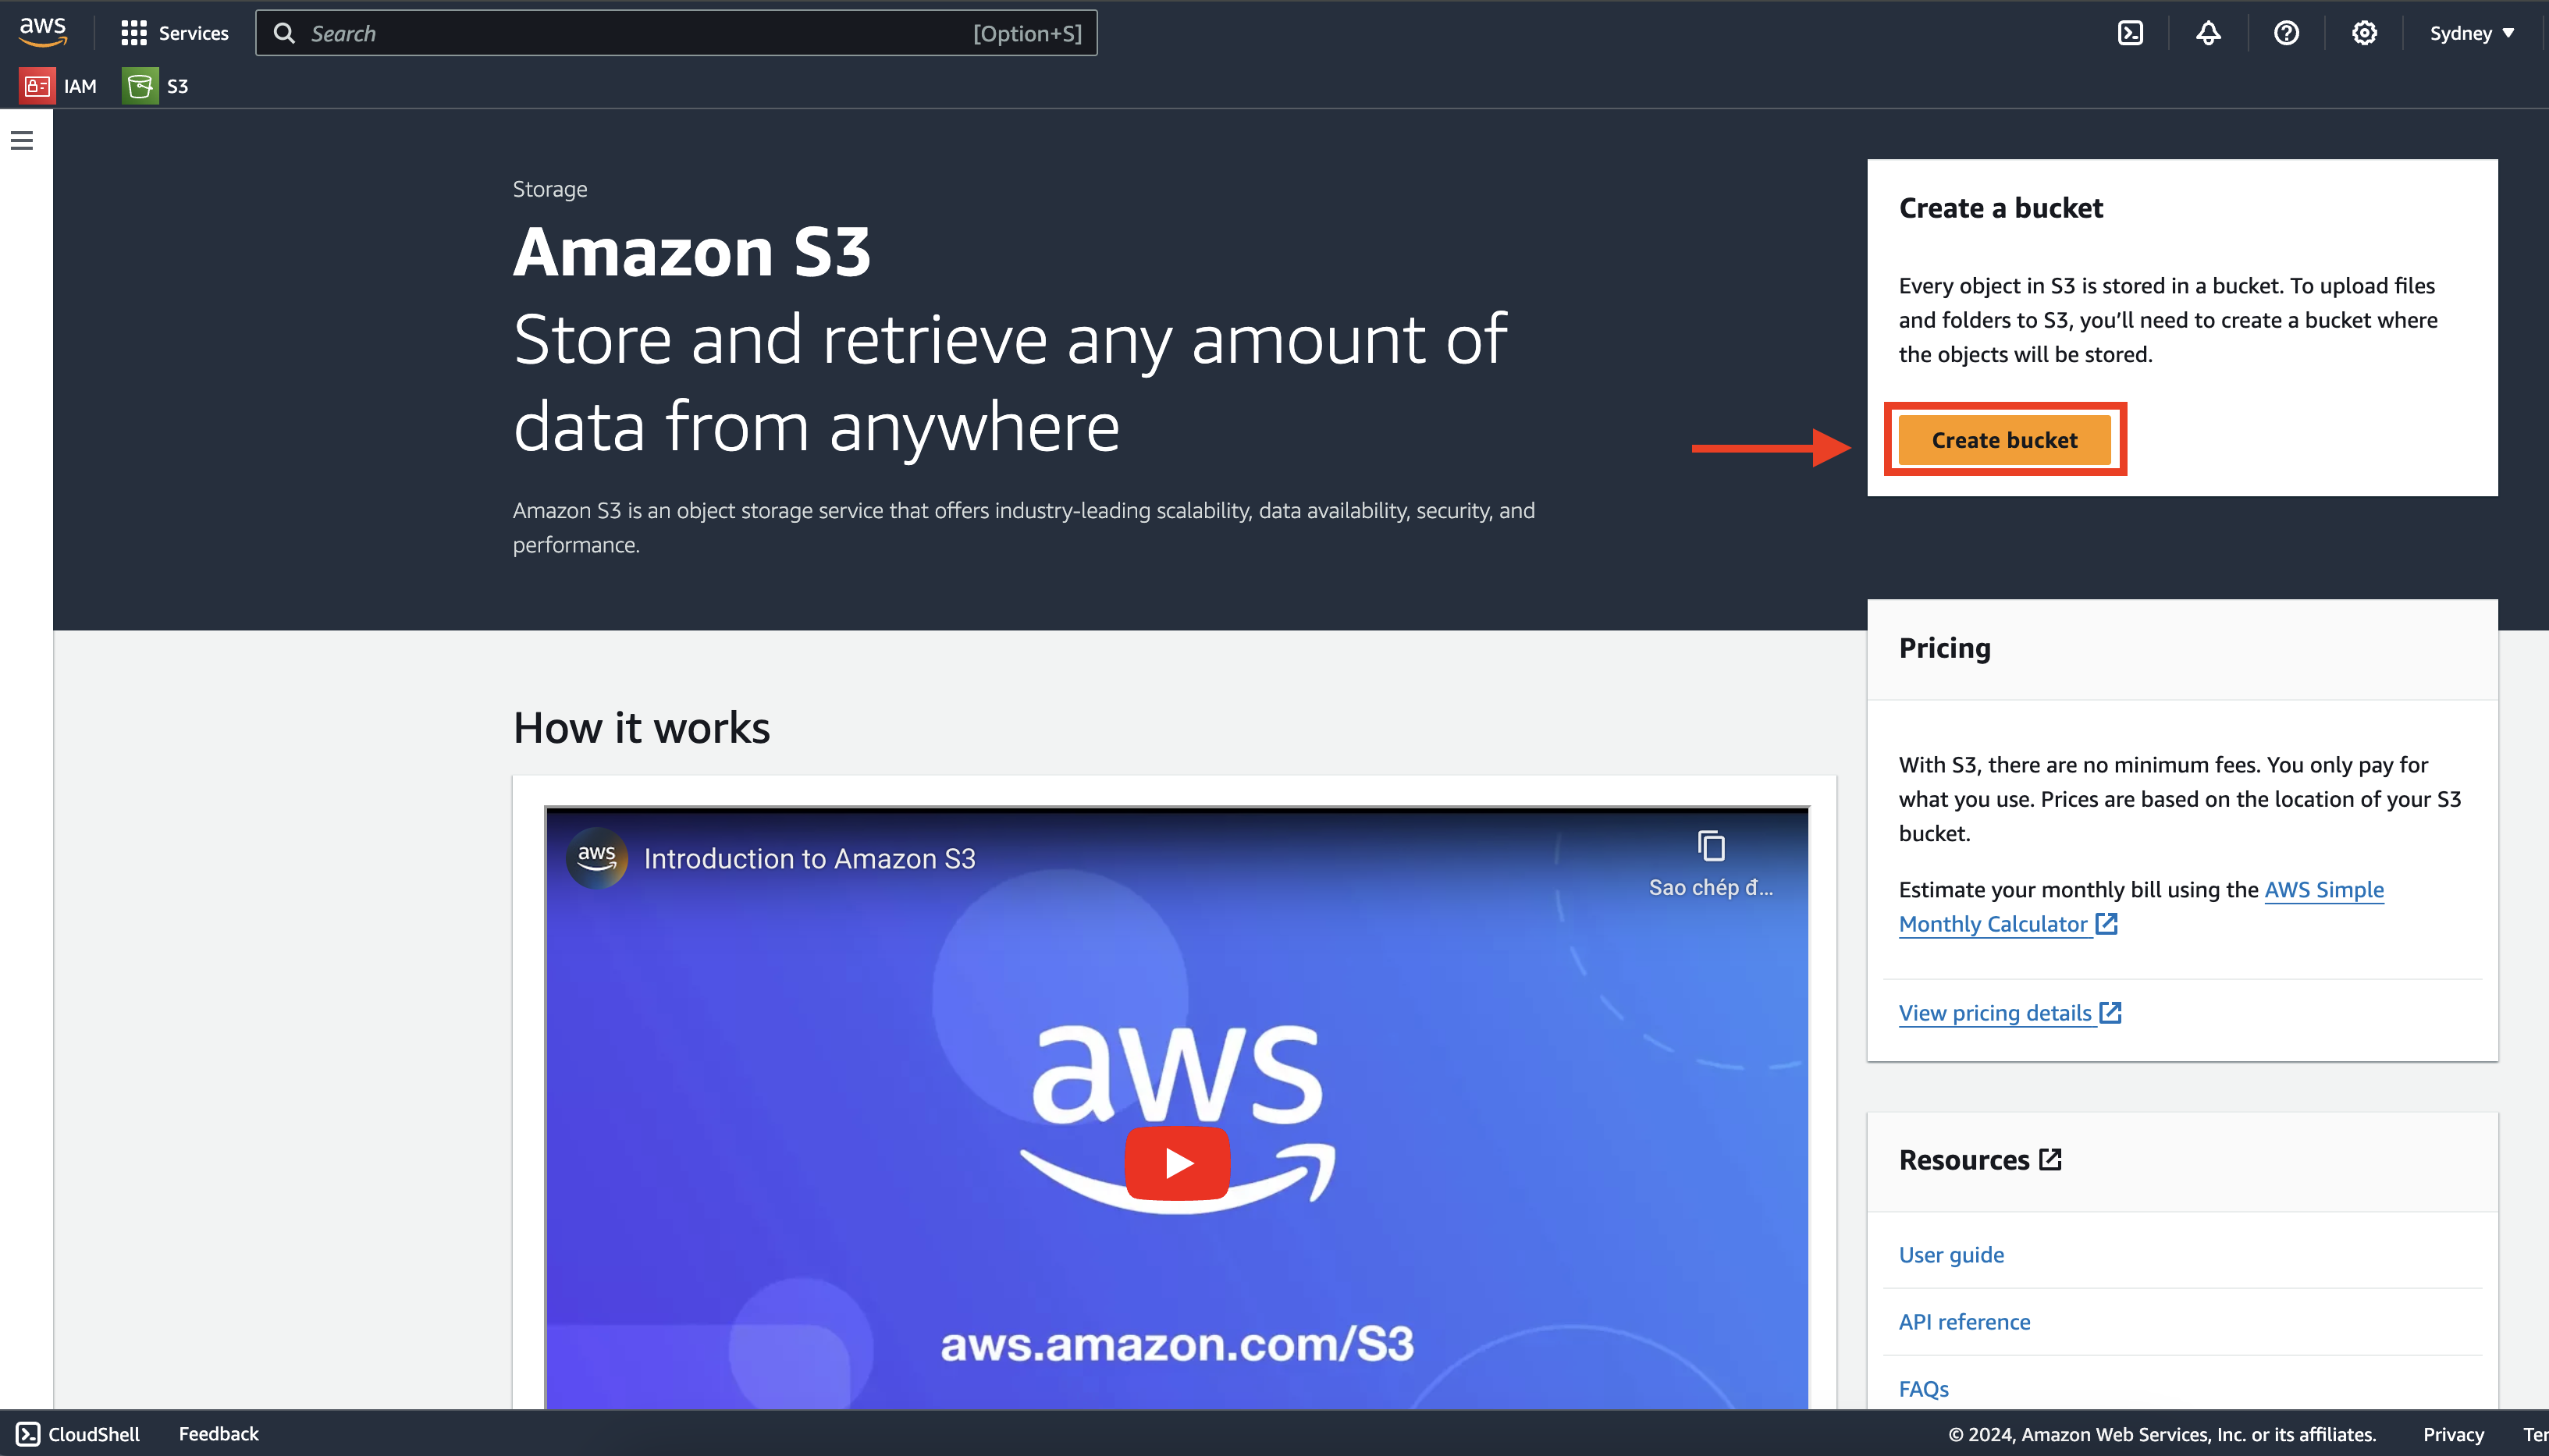 aws
Services
Search
[Option+S]
Sydney
IAM
S3
Storage
Amazon S3
Store and retrieve any amount of
data from anywhere
Amazon S3 is an object storage service that offers industry-leading scalability, data availability, security, and
performance.
Create a bucket
Every object in S3 is stored in a bucket. To upload files
and folders to S3, you’ll need to create a bucket where
the objects will be stored.
Create bucket
How it works
aws
Introduction to Amazon S3
Sao chép đ...
aws
aws.amazon.com/S3
Pricing
With S3, there are no minimum fees. You only pay for
what you use. Prices are based on the location of your S3
bucket.
Estimate your monthly bill using the AWS Simple
Monthly Calculator
View pricing details
Resources
User guide
API reference
FAQs
CloudShell
Feedback
© 2024, Amazon Web Services, Inc. or its affiliates.
Privacy